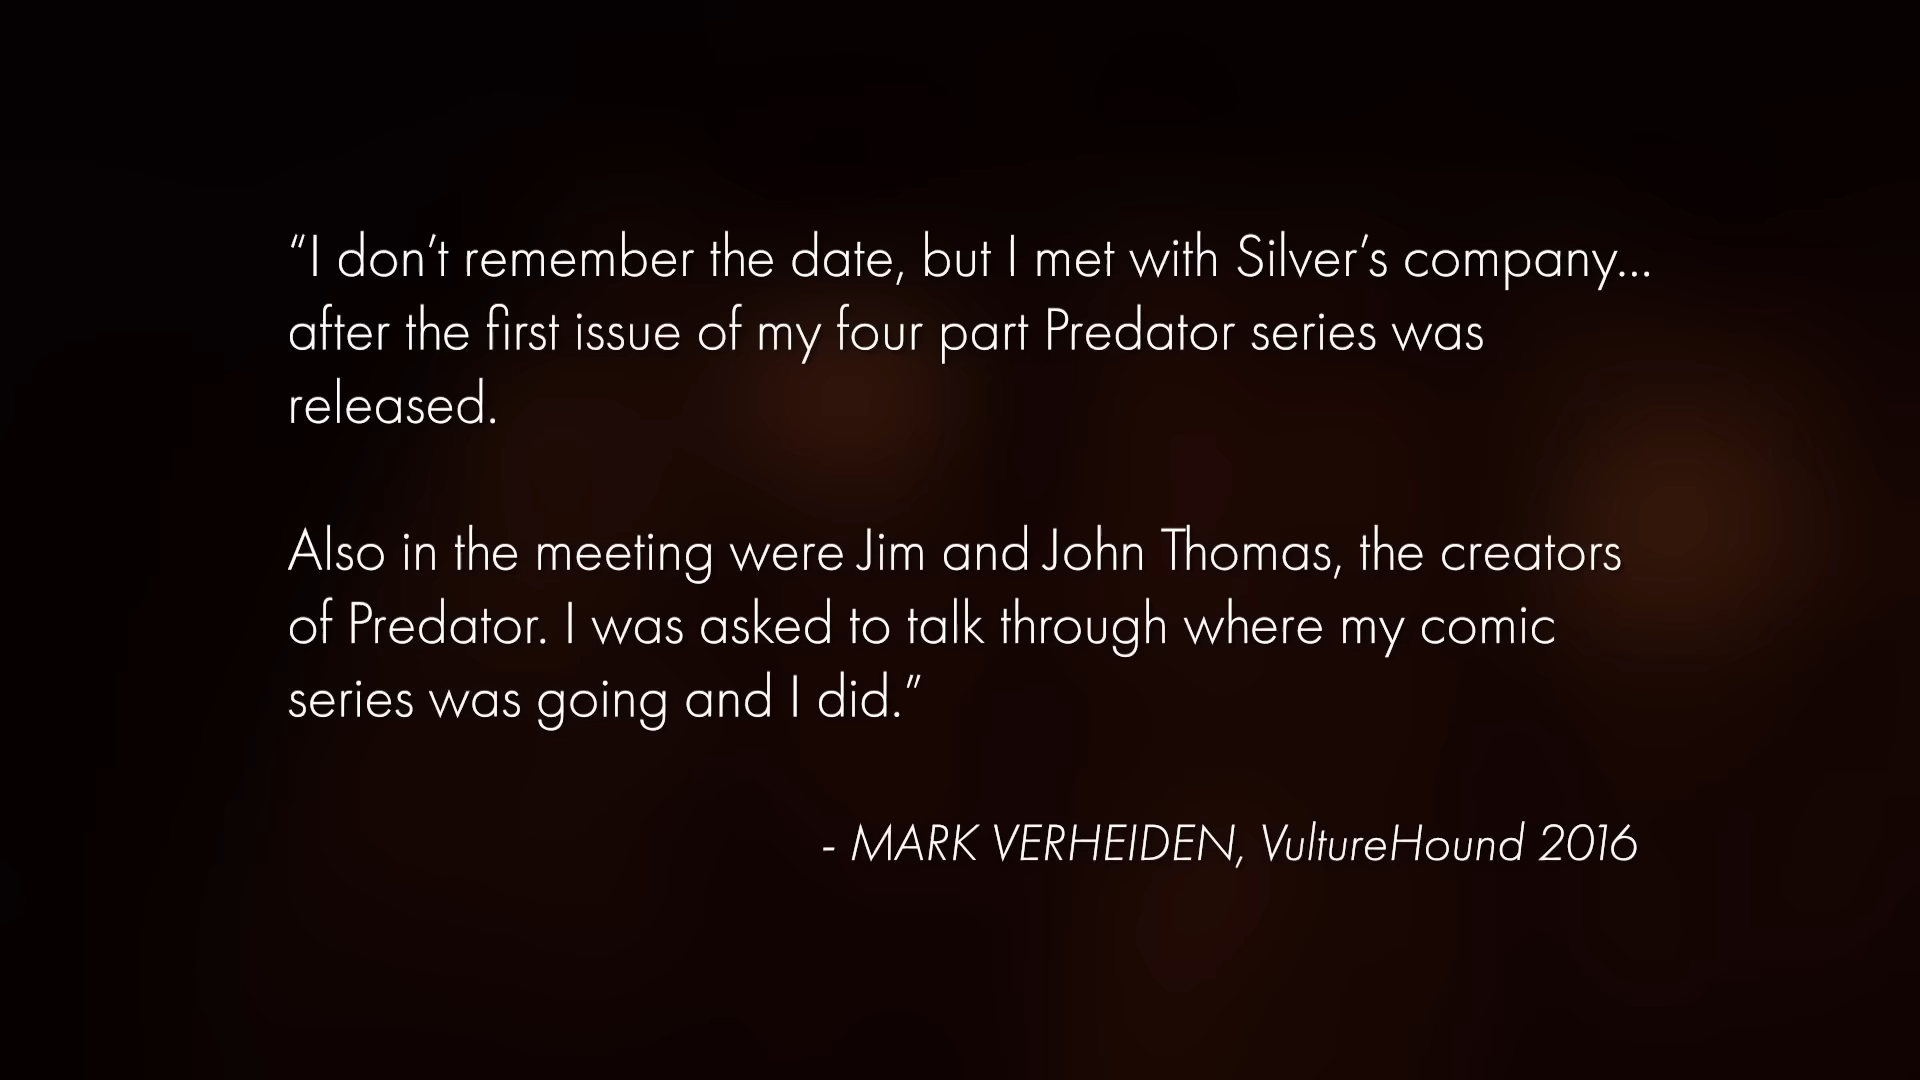 “I don’t remember the date, but I met with Silver’s company...
after the first issue of my four part Predator series was
released.
Also in the meeting were Jim and John Thomas, the creators
of Predator. I was asked to talk through where my comic
series was going and I did.”
- MARK VERHEIDEN, VultureHound 2016